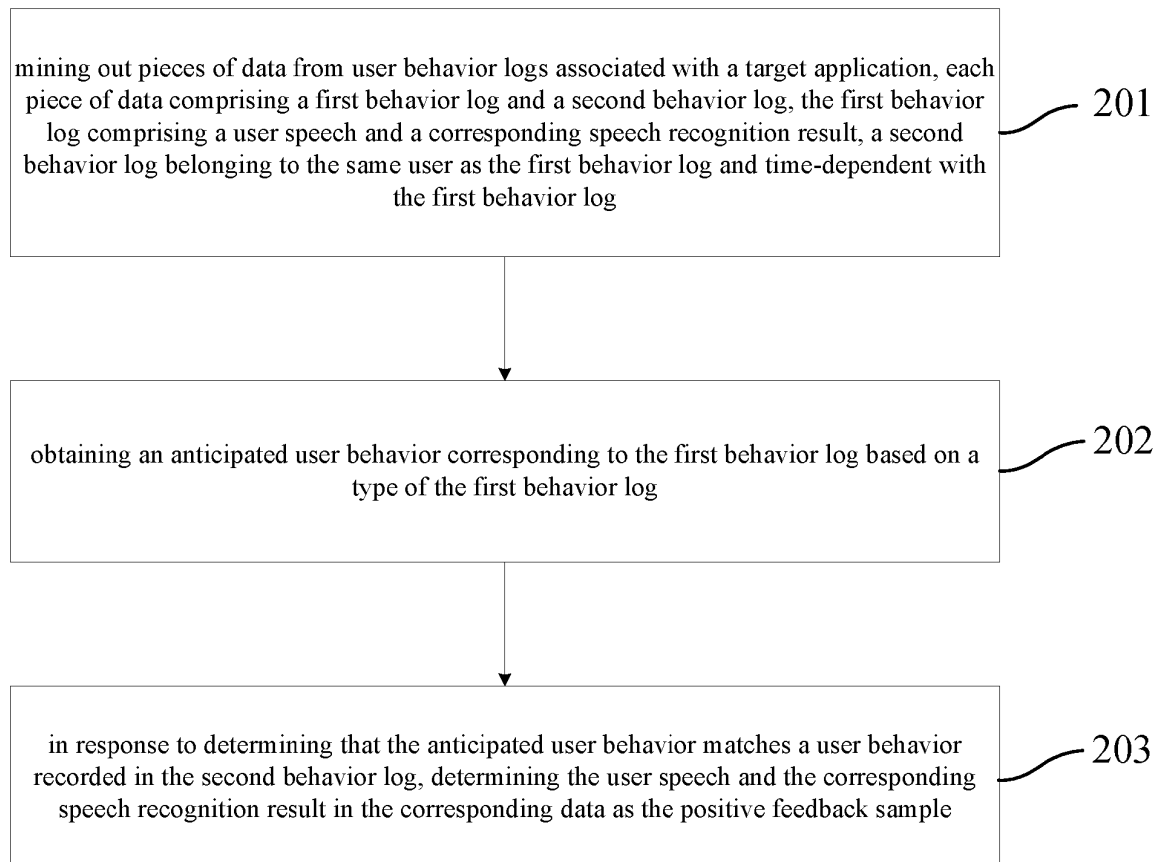 mining out pieces of data from user behavior logs associated with a target application, each
piece of data comprising a first behavior log and a second behavior log, the first behavior
log comprising a user speech and a corresponding speech recognition result, a second
behavior log belonging to the same user as the first behavior log and time-dependent with
the first behavior log
201
obtaining an anticipated user behavior corresponding to the first behavior log based on a
type of the first behavior log
202
in response to determining that the anticipated user behavior matches a user behavior
recorded in the second behavior log, determining the user speech and the corresponding
speech recognition result in the corresponding data as the positive feedback sample
203